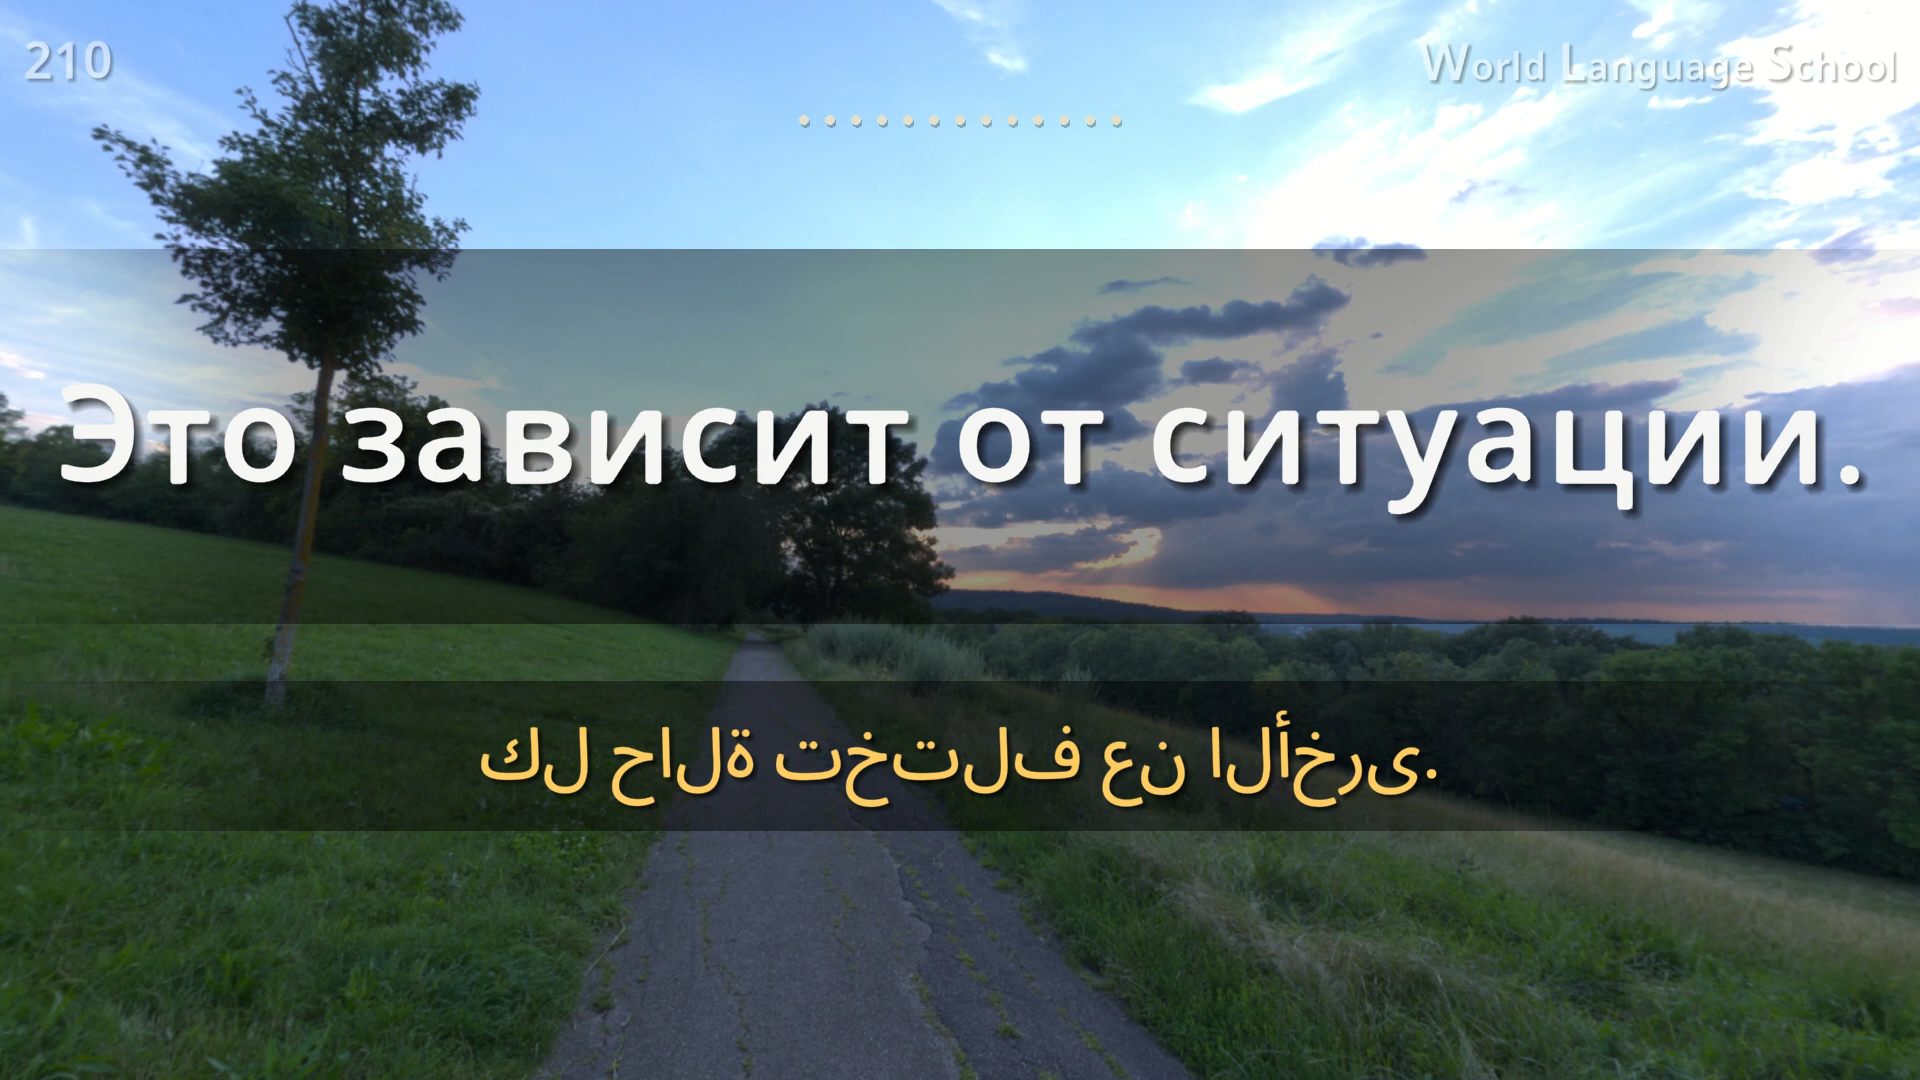 210
World Language School
Это зависит от ситуации.
كل حالة تختلف عن الأخرى.